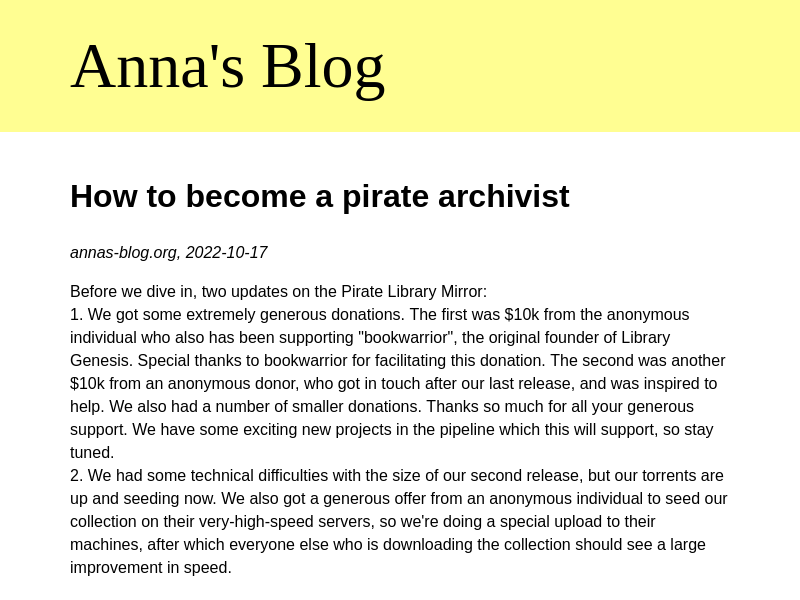 Anna's Blog
How to become a pirate archivist
annas-blog.org, 2022-10-17
Before we dive in, two updates on the Pirate Library Mirror:
1. We got some extremely generous donations. The first was $10k from the anonymous
individual who also has been supporting "bookwarrior", the original founder of Library
Genesis. Special thanks to bookwarrior for facilitating this donation. The second was another
$10k from an anonymous donor, who got in touch after our last release, and was inspired to
help. We also had a number of smaller donations. Thanks so much for all your generous
support. We have some exciting new projects in the pipeline which this will support, so stay
tuned.
2. We had some technical difficulties with the size of our second release, but our torrents are
up and seeding now. We also got a generous offer from an anonymous individual to seed our
collection on their very-high-speed servers, so we're doing a special upload to their
machines, after which everyone else who is downloading the collection should see a large
improvement in speed.